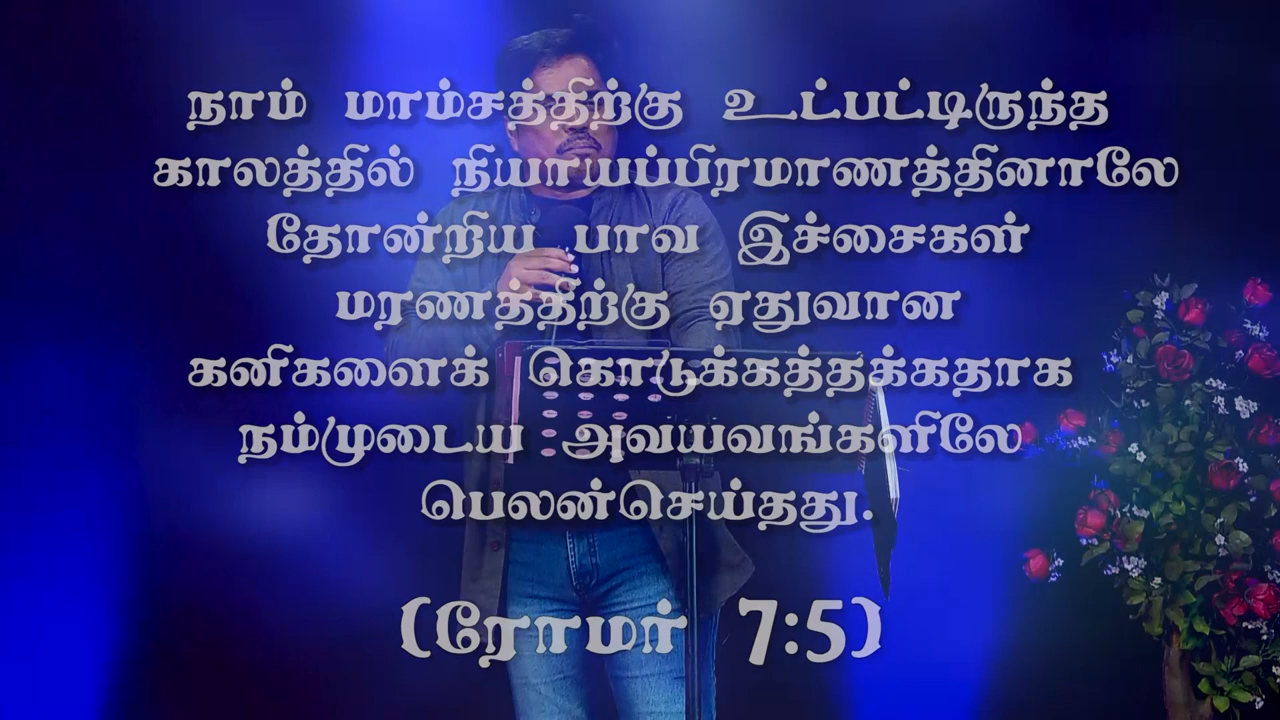 நாம் மாம்சத்திற்கு உட்பட்டிருந்த
காலத்தில் நியாயப்பிரமாணத்தினாலே
தோன்றிய பாவ இச்சைகள்
மரணத்திற்கு ஏதுவான
கனிகளைக் கொடுக்கத்தக்கதாக
நம்முடைய அவயவங்களிலே
பெலன்செய்தது.
(ரோமர் 7:5)